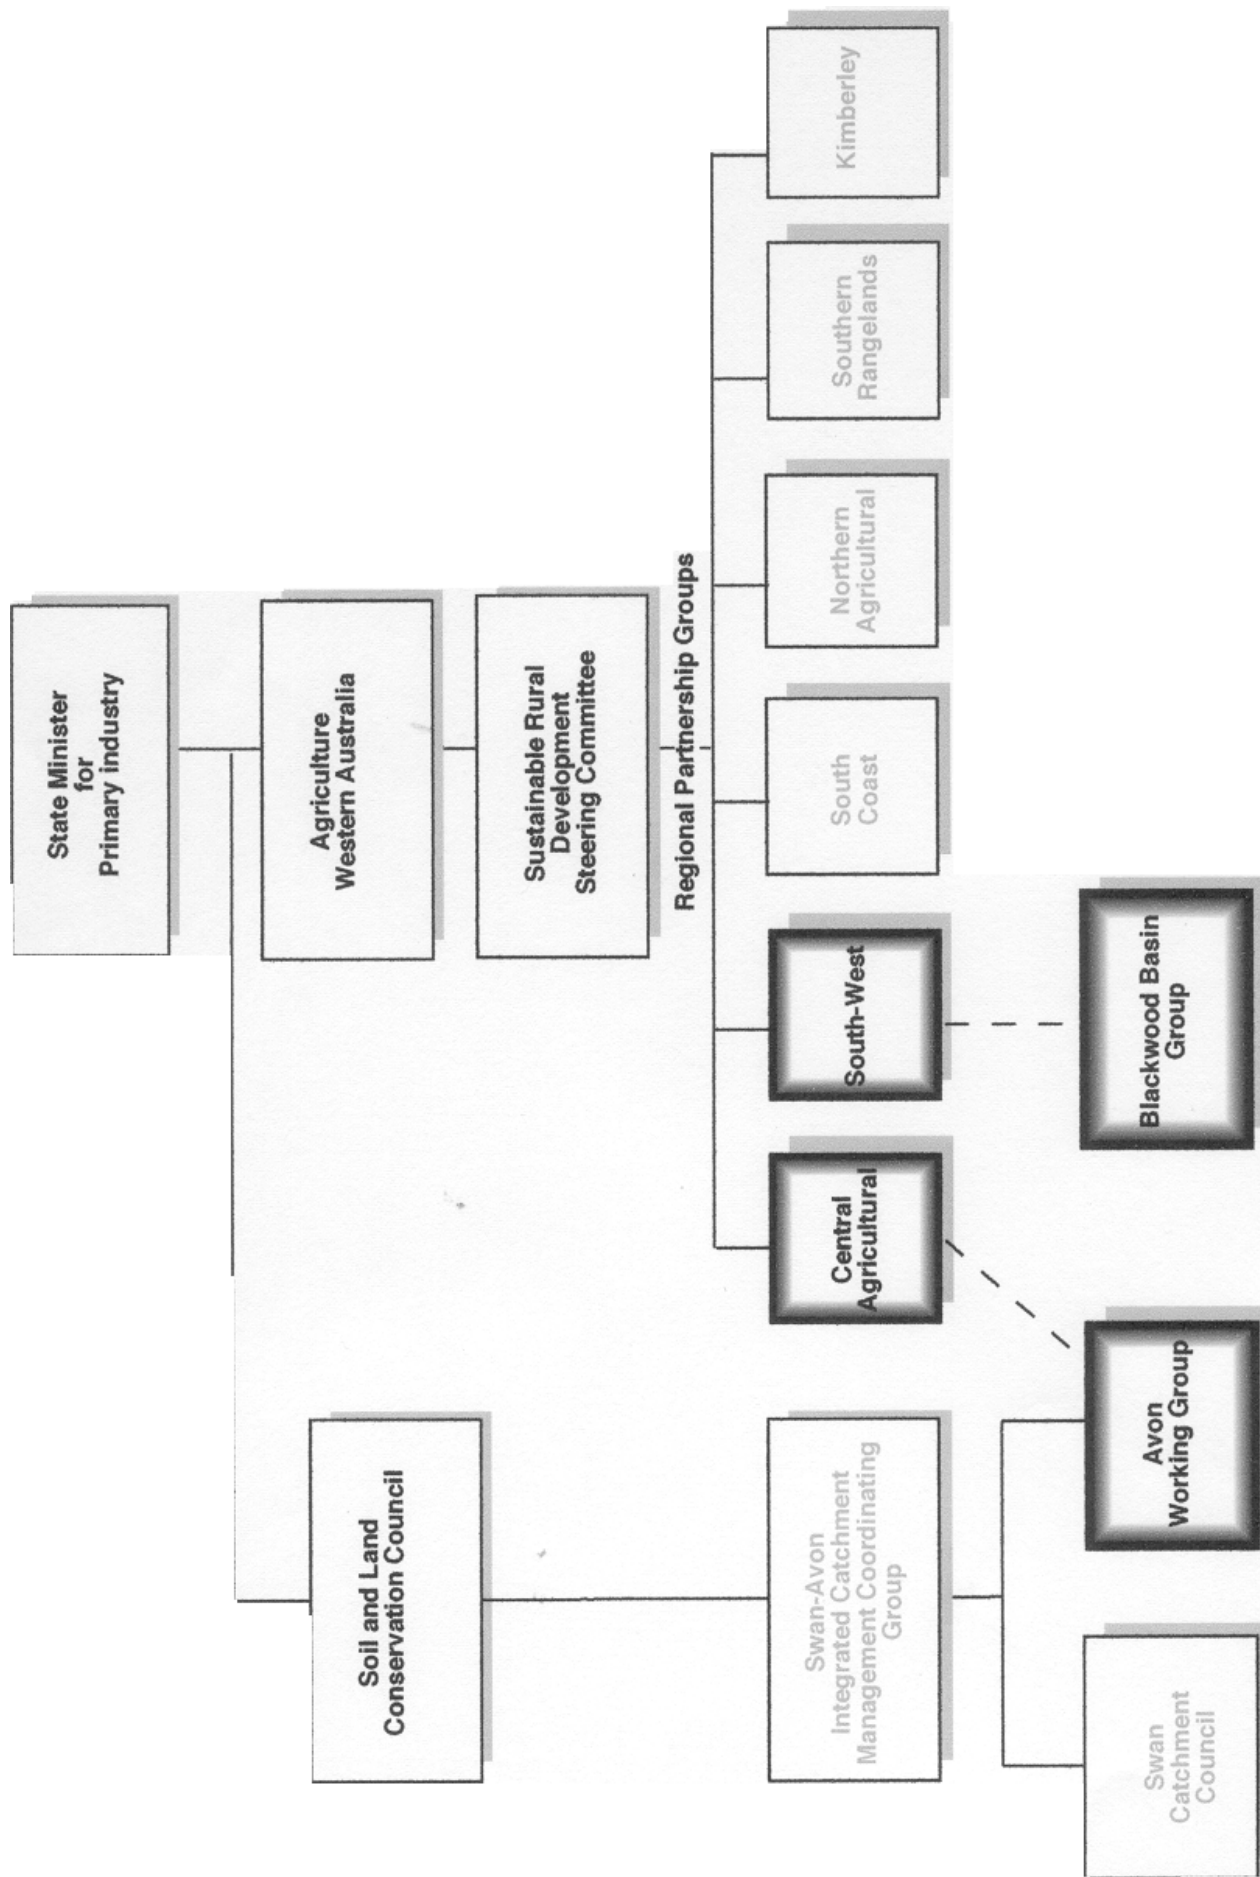 State Minister
for
Primary industry
Agriculture
Western Australia
Sustainable Rural
Development
Steering Committee
Soil and Land
Conservation Council
Regional Partnership Groups
Swan-Avon
Integrated Catchment
Management Coordinating
Group
Central
Agricultural
South-West
South
Coast
Northern
Agricultural
Southern
Rangelands
Kimberley
Swan
Catchment
Council
Avon
Working Group
Blackwood Basin
Group